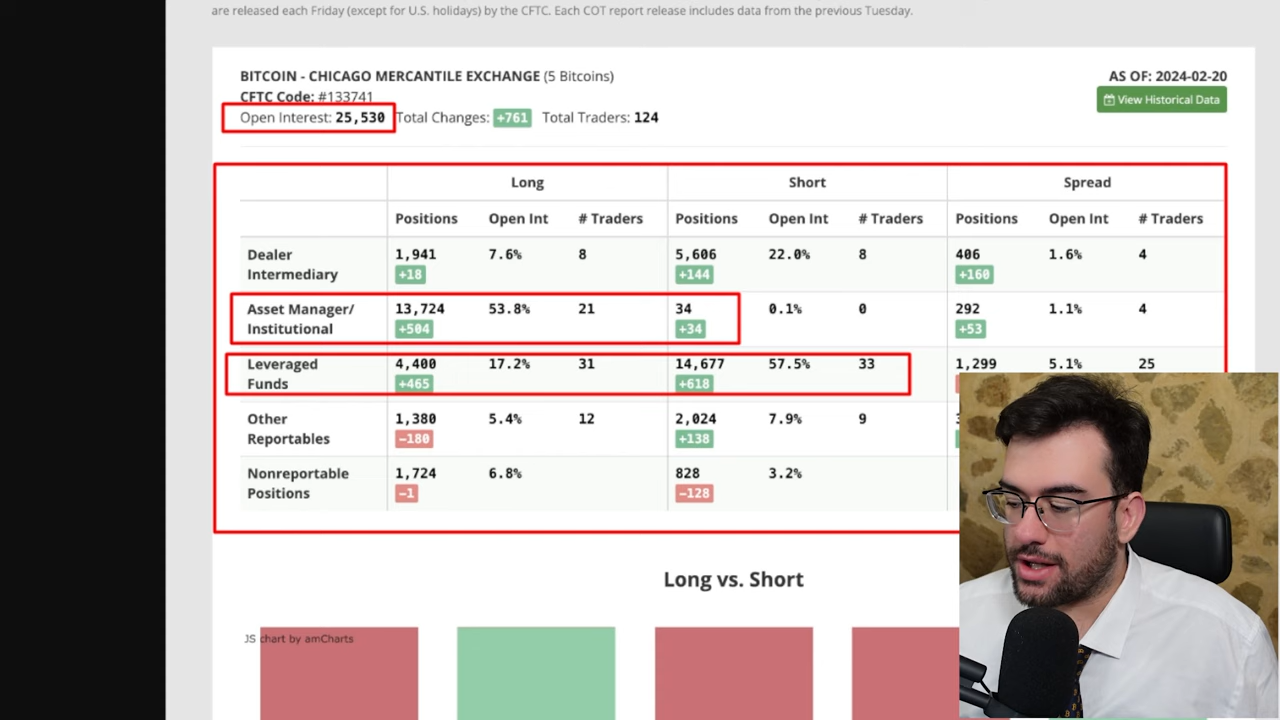 are released each Friday (except for U.S. holidays) by the CFTC. Each COT report release includes data from the previous Tuesday.
BITCOIN - CHICAGO MERCANTILE EXCHANGE (5 Bitcoins)
AS OF: 2024-02-20
CFTC Code: #133741
View Historical Data
Open Interest: 25,530 Total Changes: +761 Total Traders: 124
Long Short Spread
Positions Open Int # Traders Positions Open Int # Traders Positions Open Int # Traders
Dealer 1,941 7.6% 8 5,606 22.0% 8 406 1.6% 4
Intermediary +18 +144 +160
Asset Manager/ 13,724 53.8% 21 34 0.1% 0 292 1.1% 4
Institutional +504 +34 +53
Leveraged 4,400 17.2% 31 14,677 57.5% 33 1,299 5.1% 25
Funds +465 +618
Other 1,380 5.4% 12 2,024 7.9% 9
Reportables −180 +138
Nonreportable 1,724 6.8% 828 3.2%
Positions −1 −128
Long vs. Short
JS chart by amCharts